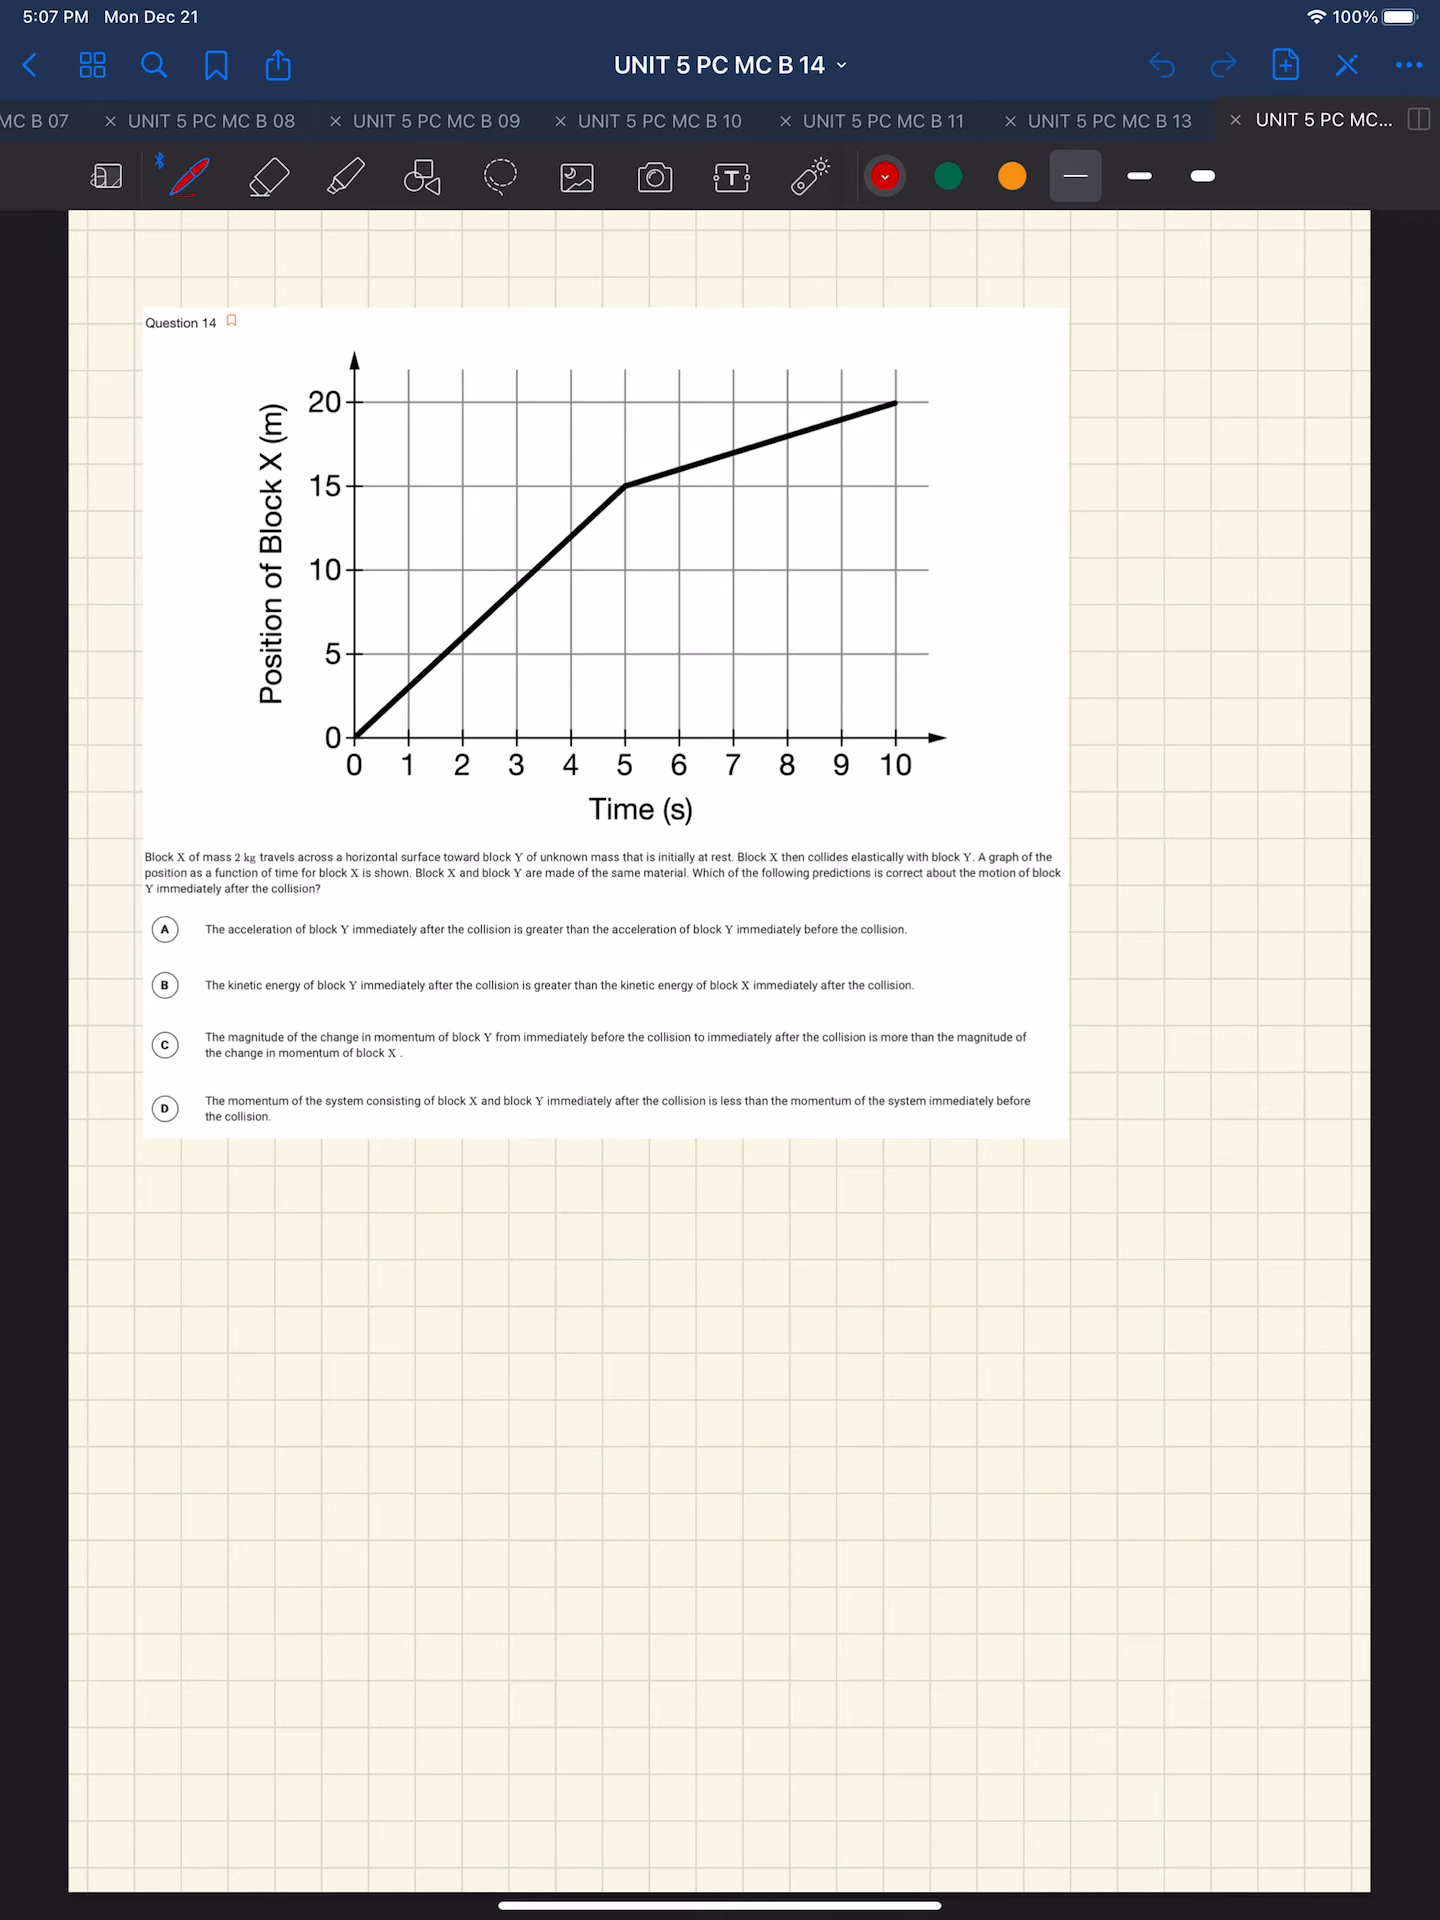 5:07 PM Mon Dec 21
100%
UNIT 5 PC MC B 14
MC B 07
UNIT 5 PC MC B 08
UNIT 5 PC MC B 09
UNIT 5 PC MC B 10
UNIT 5 PC MC B 11
UNIT 5 PC MC B 13
UNIT 5 PC MC...
T
Question 14
Position of Block X (m)
20
15
10
5
0
0 1 2 3 4 5 6 7 8 9 10
Time (s)
Block X of mass 2 kg travels across a horizontal surface toward block Y of unknown mass that is initially at rest. Block X then collides elastically with block Y. A graph of the
position as a function of time for block X is shown. Block X and block Y are made of the same material. Which of the following predictions is correct about the motion of block
Y immediately after the collision?
A The acceleration of block Y immediately after the collision is greater than the acceleration of block Y immediately before the collision.
B The kinetic energy of block Y immediately after the collision is greater than the kinetic energy of block X immediately after the collision.
C The magnitude of the change in momentum of block Y from immediately before the collision to immediately after the collision is more than the magnitude of
the change in momentum of block X .
D The momentum of the system consisting of block X and block Y immediately after the collision is less than the momentum of the system immediately before
the collision.